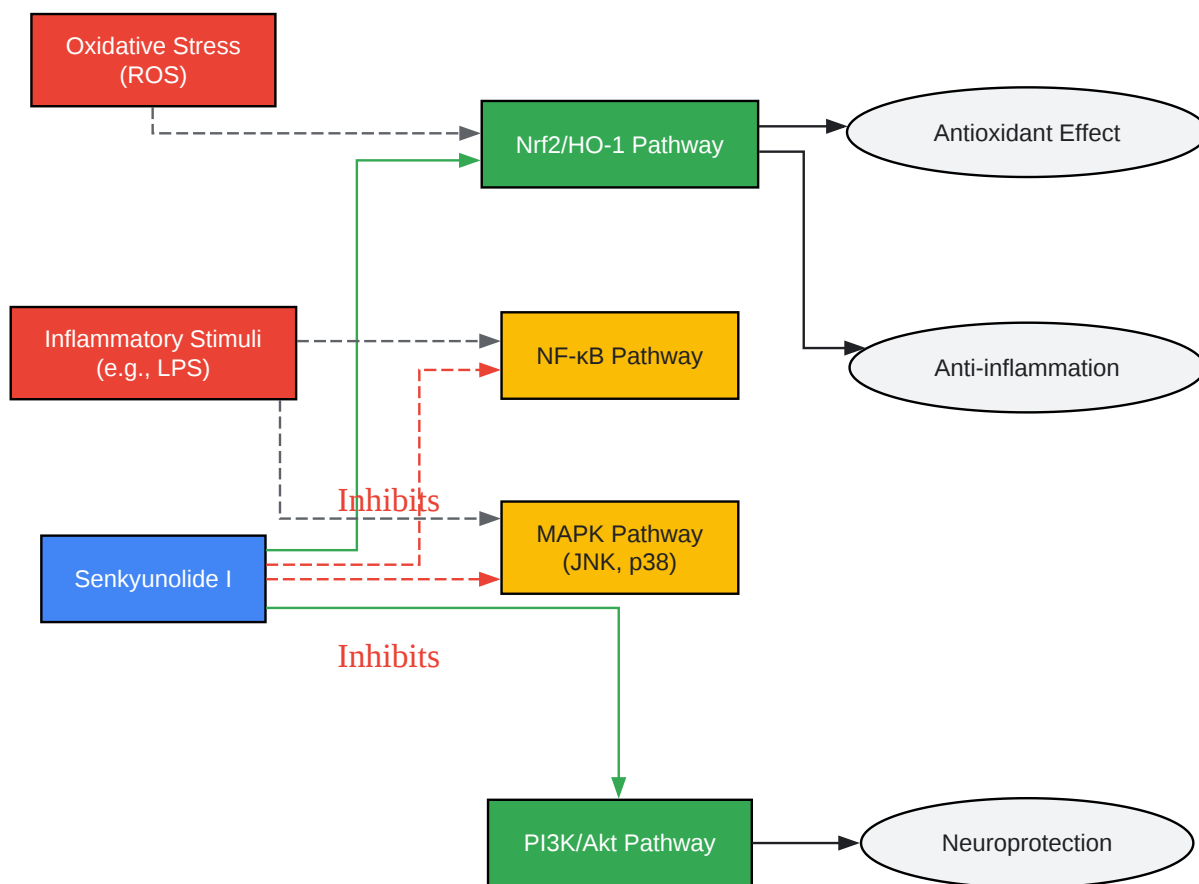 Oxidative Stress
(ROS)
Nrf2/HO-1 Pathway
Antioxidant Effect
Inflammatory Stimuli
(e.g., LPS)
NF-κB Pathway
Anti-inflammation
Inhibits
MAPK Pathway
(JNK, p38)
Senkyunolide I
Inhibits
PI3K/Akt Pathway
Neuroprotection